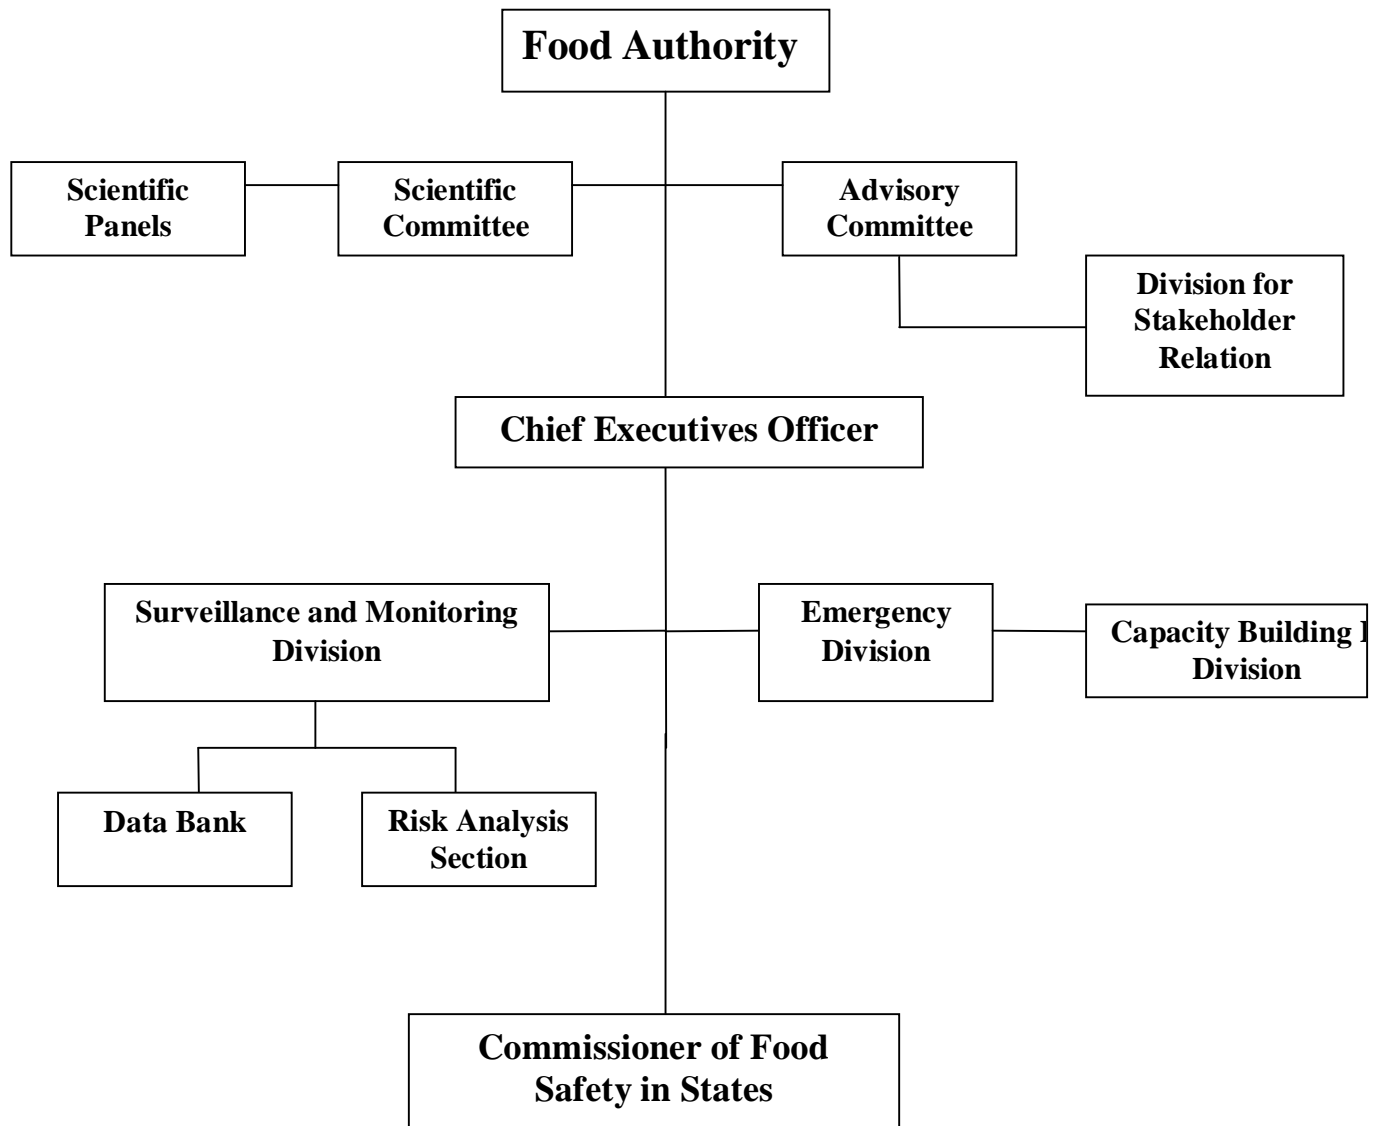 Food Authority
Scientific
Panels
Scientific
Committee
Advisory
Committee
Division for
Stakeholder
Relation
Chief Executives Officer
Surveillance and Monitoring
Division
Emergency
Division
Capacity Building
Division
Data Bank
Risk Analysis
Section
Commissioner of Food
Safety in States